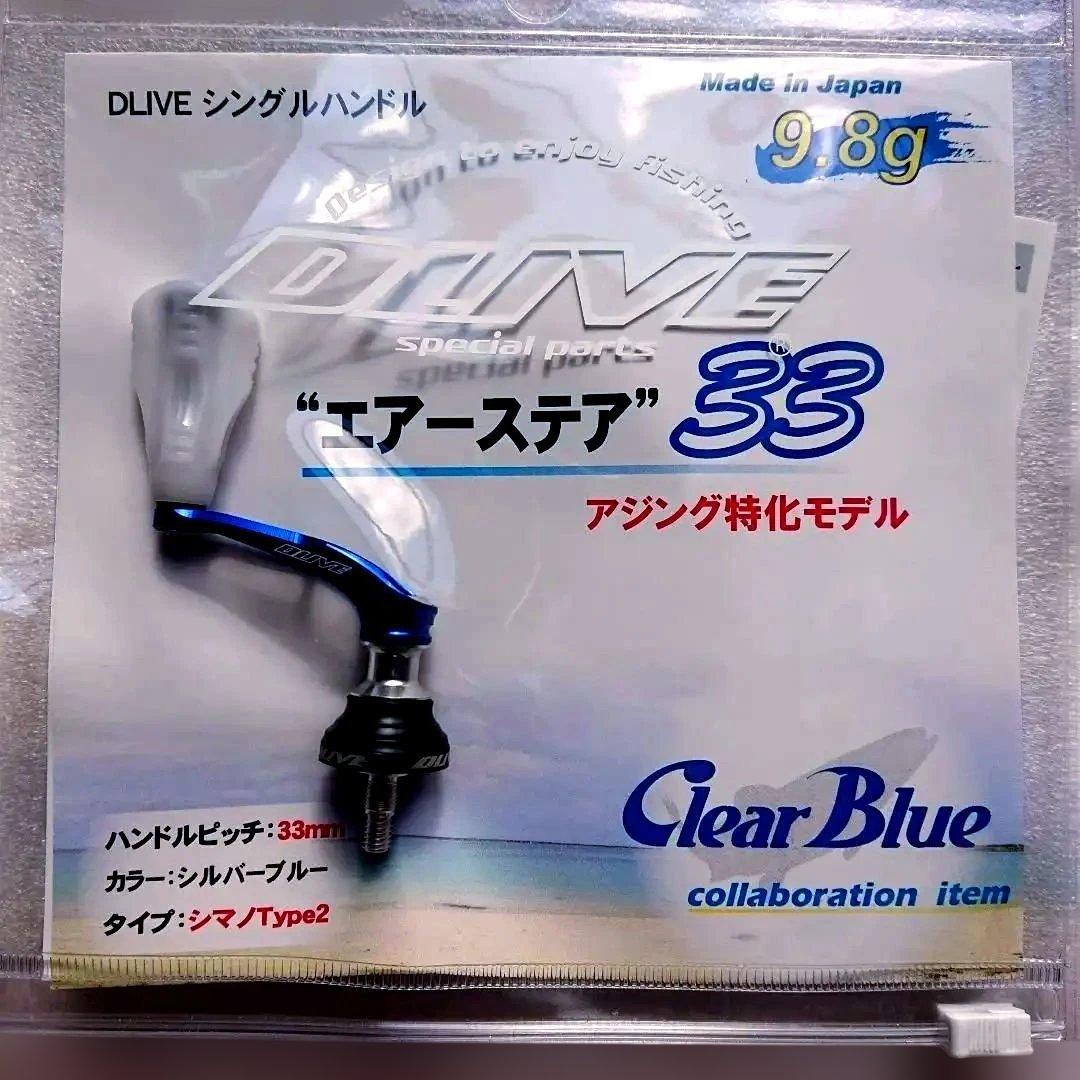 DLIVE シングルハンドル
Made in Japan
9.8g
Design to enjoy fishing
DLIVE
special parts
®
“エアーステア” 33
アジング特化モデル
DLIVE
DLIVE
ハンドルピッチ:33mm
カラー:シルバーブルー
タイプ:シマノType2
Clear Blue
collaboration item